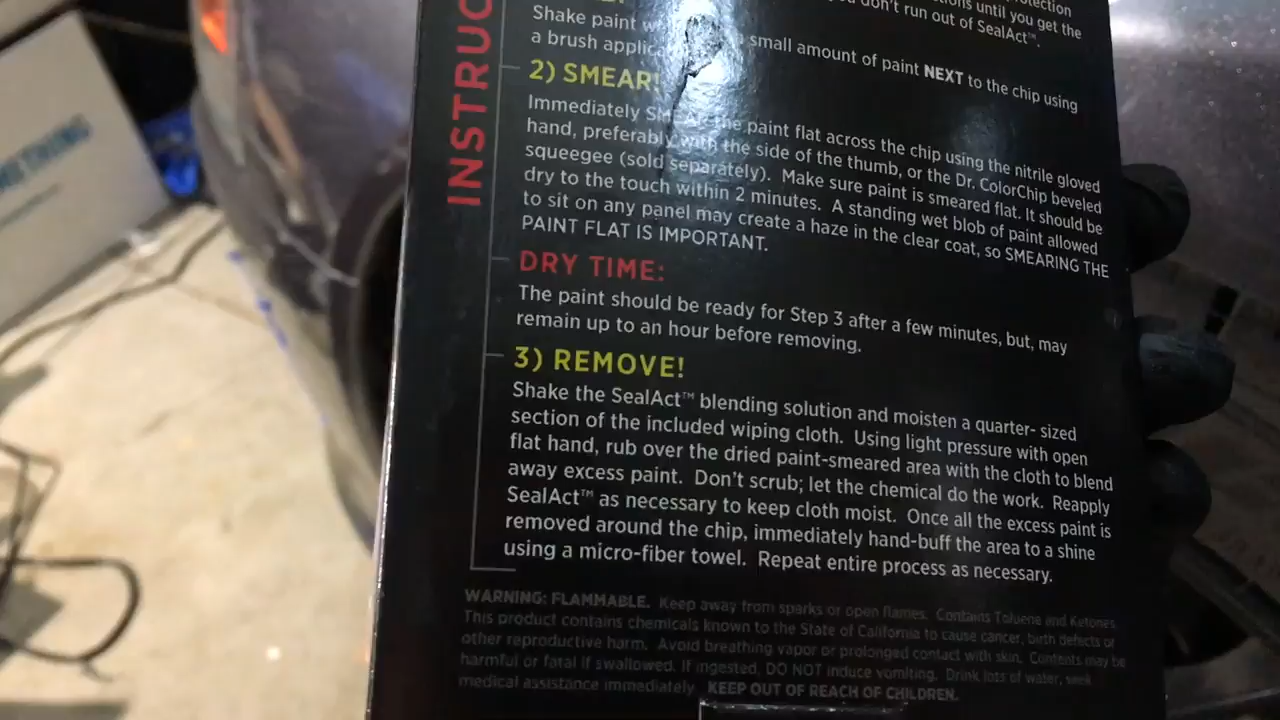 INSTRUC
rotection
ctions until you get the
you don't run out of SealAct™.
Shake paint small amount of paint NEXT to the chip using
a brush applica
2) SMEAR!
Immediately the paint flat across the chip using the nitrile gloved
hand, preferably with the side of the thumb, or the Dr. ColorChip beveled
squeegee (sold separately). Make sure paint is smeared flat. It should be
dry to the touch within 2 minutes. A standing wet blob of paint allowed
to sit on any panel may create a haze in the clear coat, so SMEARING THE
PAINT FLAT IS IMPORTANT.
DRY TIME:
The paint should be ready for Step 3 after a few minutes, but, may
remain up to an hour before removing.
3) REMOVE!
Shake the SealAct™ blending solution and moisten a quarter- sized
section of the included wiping cloth. Using light pressure with open
flat hand, rub over the dried paint-smeared area with the cloth to blend
away excess paint. Don't scrub; let the chemical do the work. Reapply
SealAct™ as necessary to keep cloth moist. Once all the excess paint is
removed around the chip, immediately hand-buff the area to a shine
using a micro-fiber towel. Repeat entire process as necessary.
WARNING: FLAMMABLE. Keep away from sparks or open flames. Contains Toluene and Ketones.
This product contains chemicals known to the State of California to cause cancer, birth defects or
other reproductive harm. Avoid breathing vapor or prolonged contact with skin. Contents may be
harmful or fatal if swallowed. If ingested, DO NOT induce vomiting. Drink lots of water, seek
medical assistance immediately. KEEP OUT OF REACH OF CHILDREN.